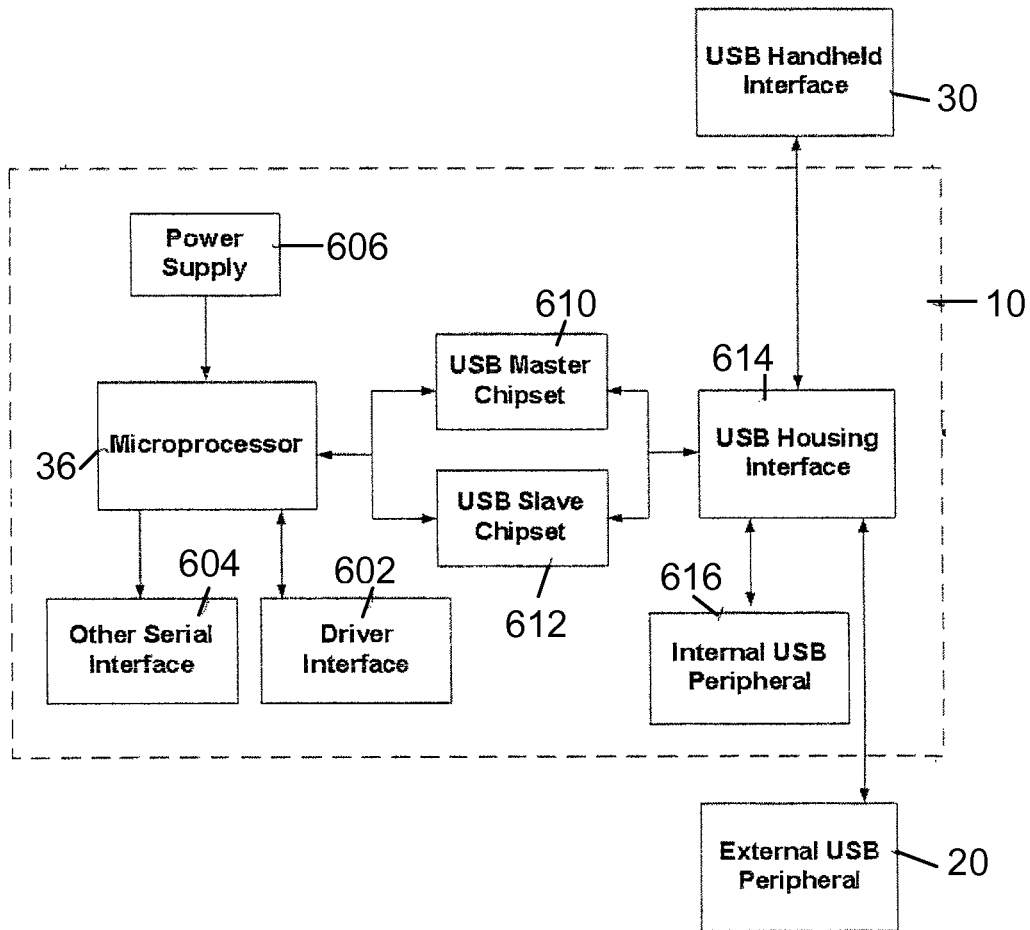 USB Handheld
Interface
30
Power
Supply
606
10
610
USB Master
Chipset
614
Microprocessor
36
USB Housing
Interface
USB Slave
Chipset
612
604
Other Serial
Interface
602
Driver
Interface
616
Internal USB
Peripheral
External USB
Peripheral
20